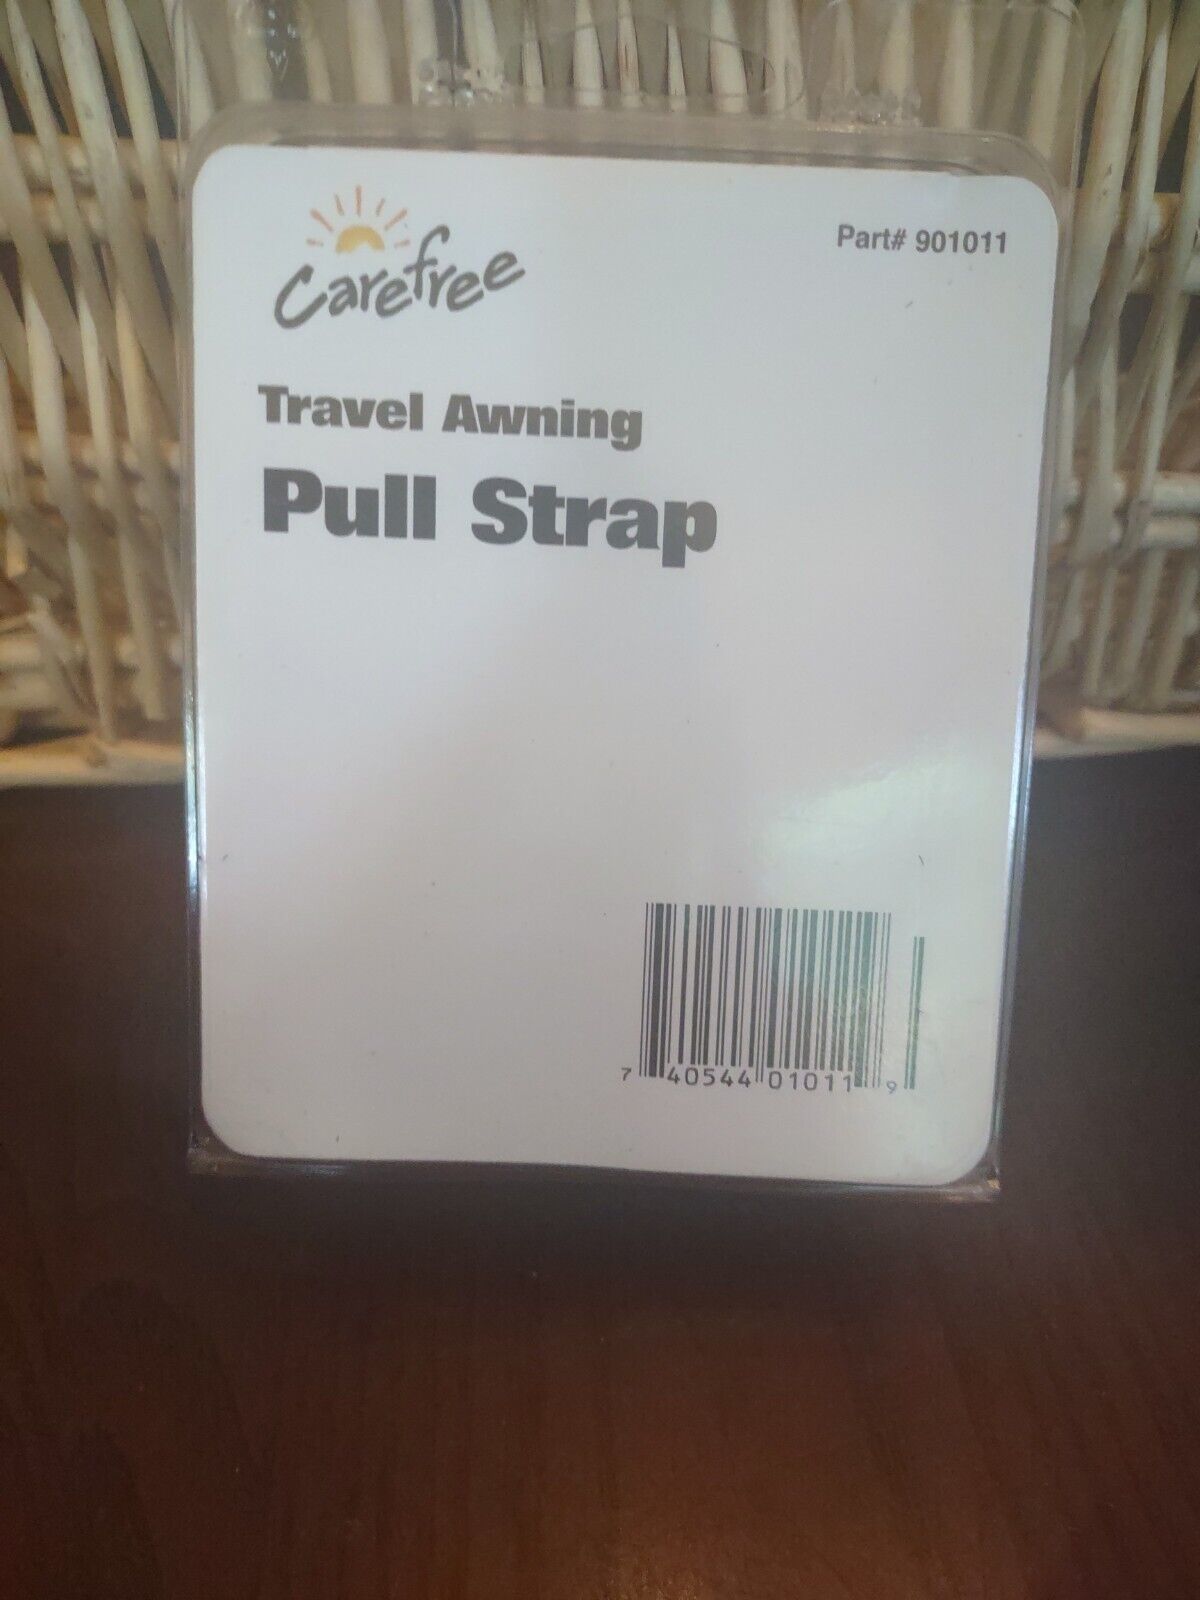 Carefree
Part# 901011
Travel Awning
Pull Strap
7 40544 01011 9